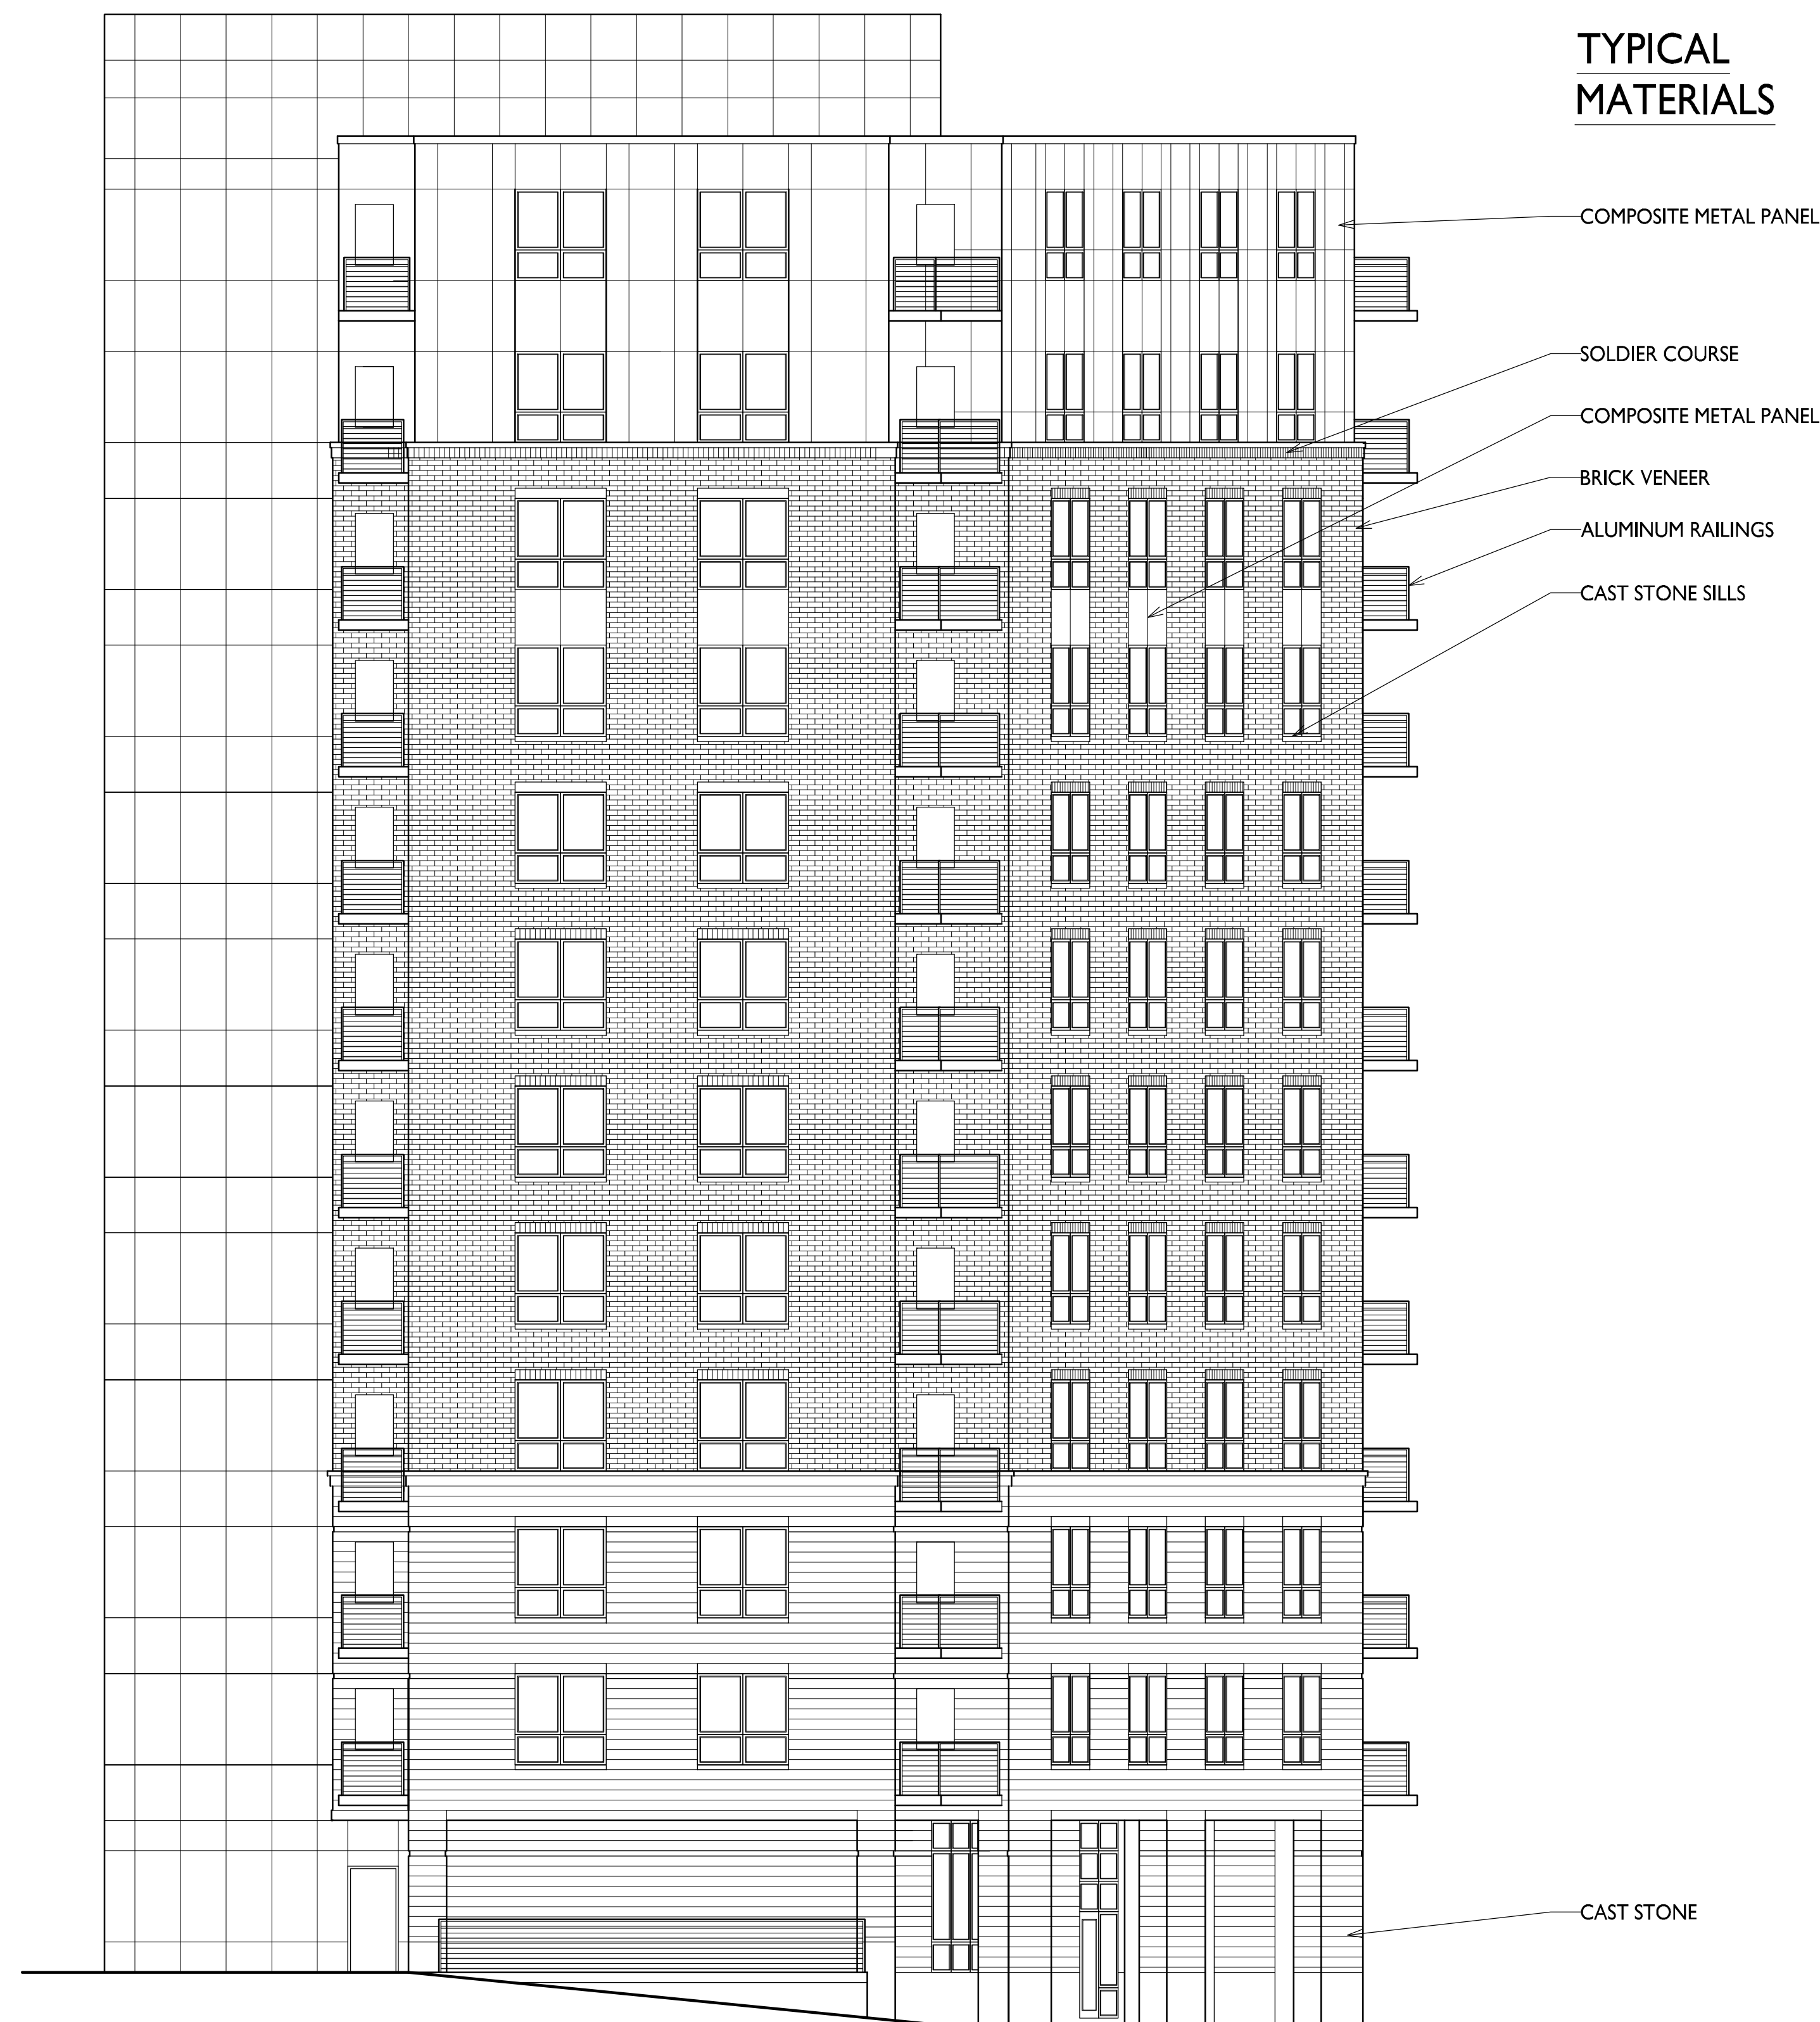 TYPICAL
MATERIALS
COMPOSITE METAL PANEL
SOLDIER COURSE
COMPOSITE METAL PANEL
BRICK VENEER
ALUMINUM RAILINGS
CAST STONE SILLS
CAST STONE